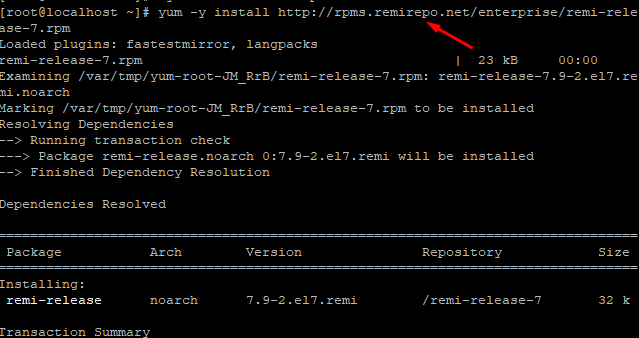 [root@localhost ~]# yum -y install http://rpms.remirepo.net/enterprise/remi-rele
ase-7.rpm
Loaded plugins: fastestmirror, langpacks
remi-release-7.rpm | 23 kB 00:00
Examining /var/tmp/yum-root-JM_RrB/remi-release-7.rpm: remi-release-7.9-2.el7.re
mi.noarch
Marking /var/tmp/yum-root-JM_RrB/remi-release-7.rpm to be installed
Resolving Dependencies
--> Running transaction check
---> Package remi-release.noarch 0:7.9-2.el7.remi will be installed
--> Finished Dependency Resolution
Dependencies Resolved
================================================================================
Package Arch Version Repository Size
================================================================================
Installing:
remi-release noarch 7.9-2.el7.remi /remi-release-7 32 k
Transaction Summary